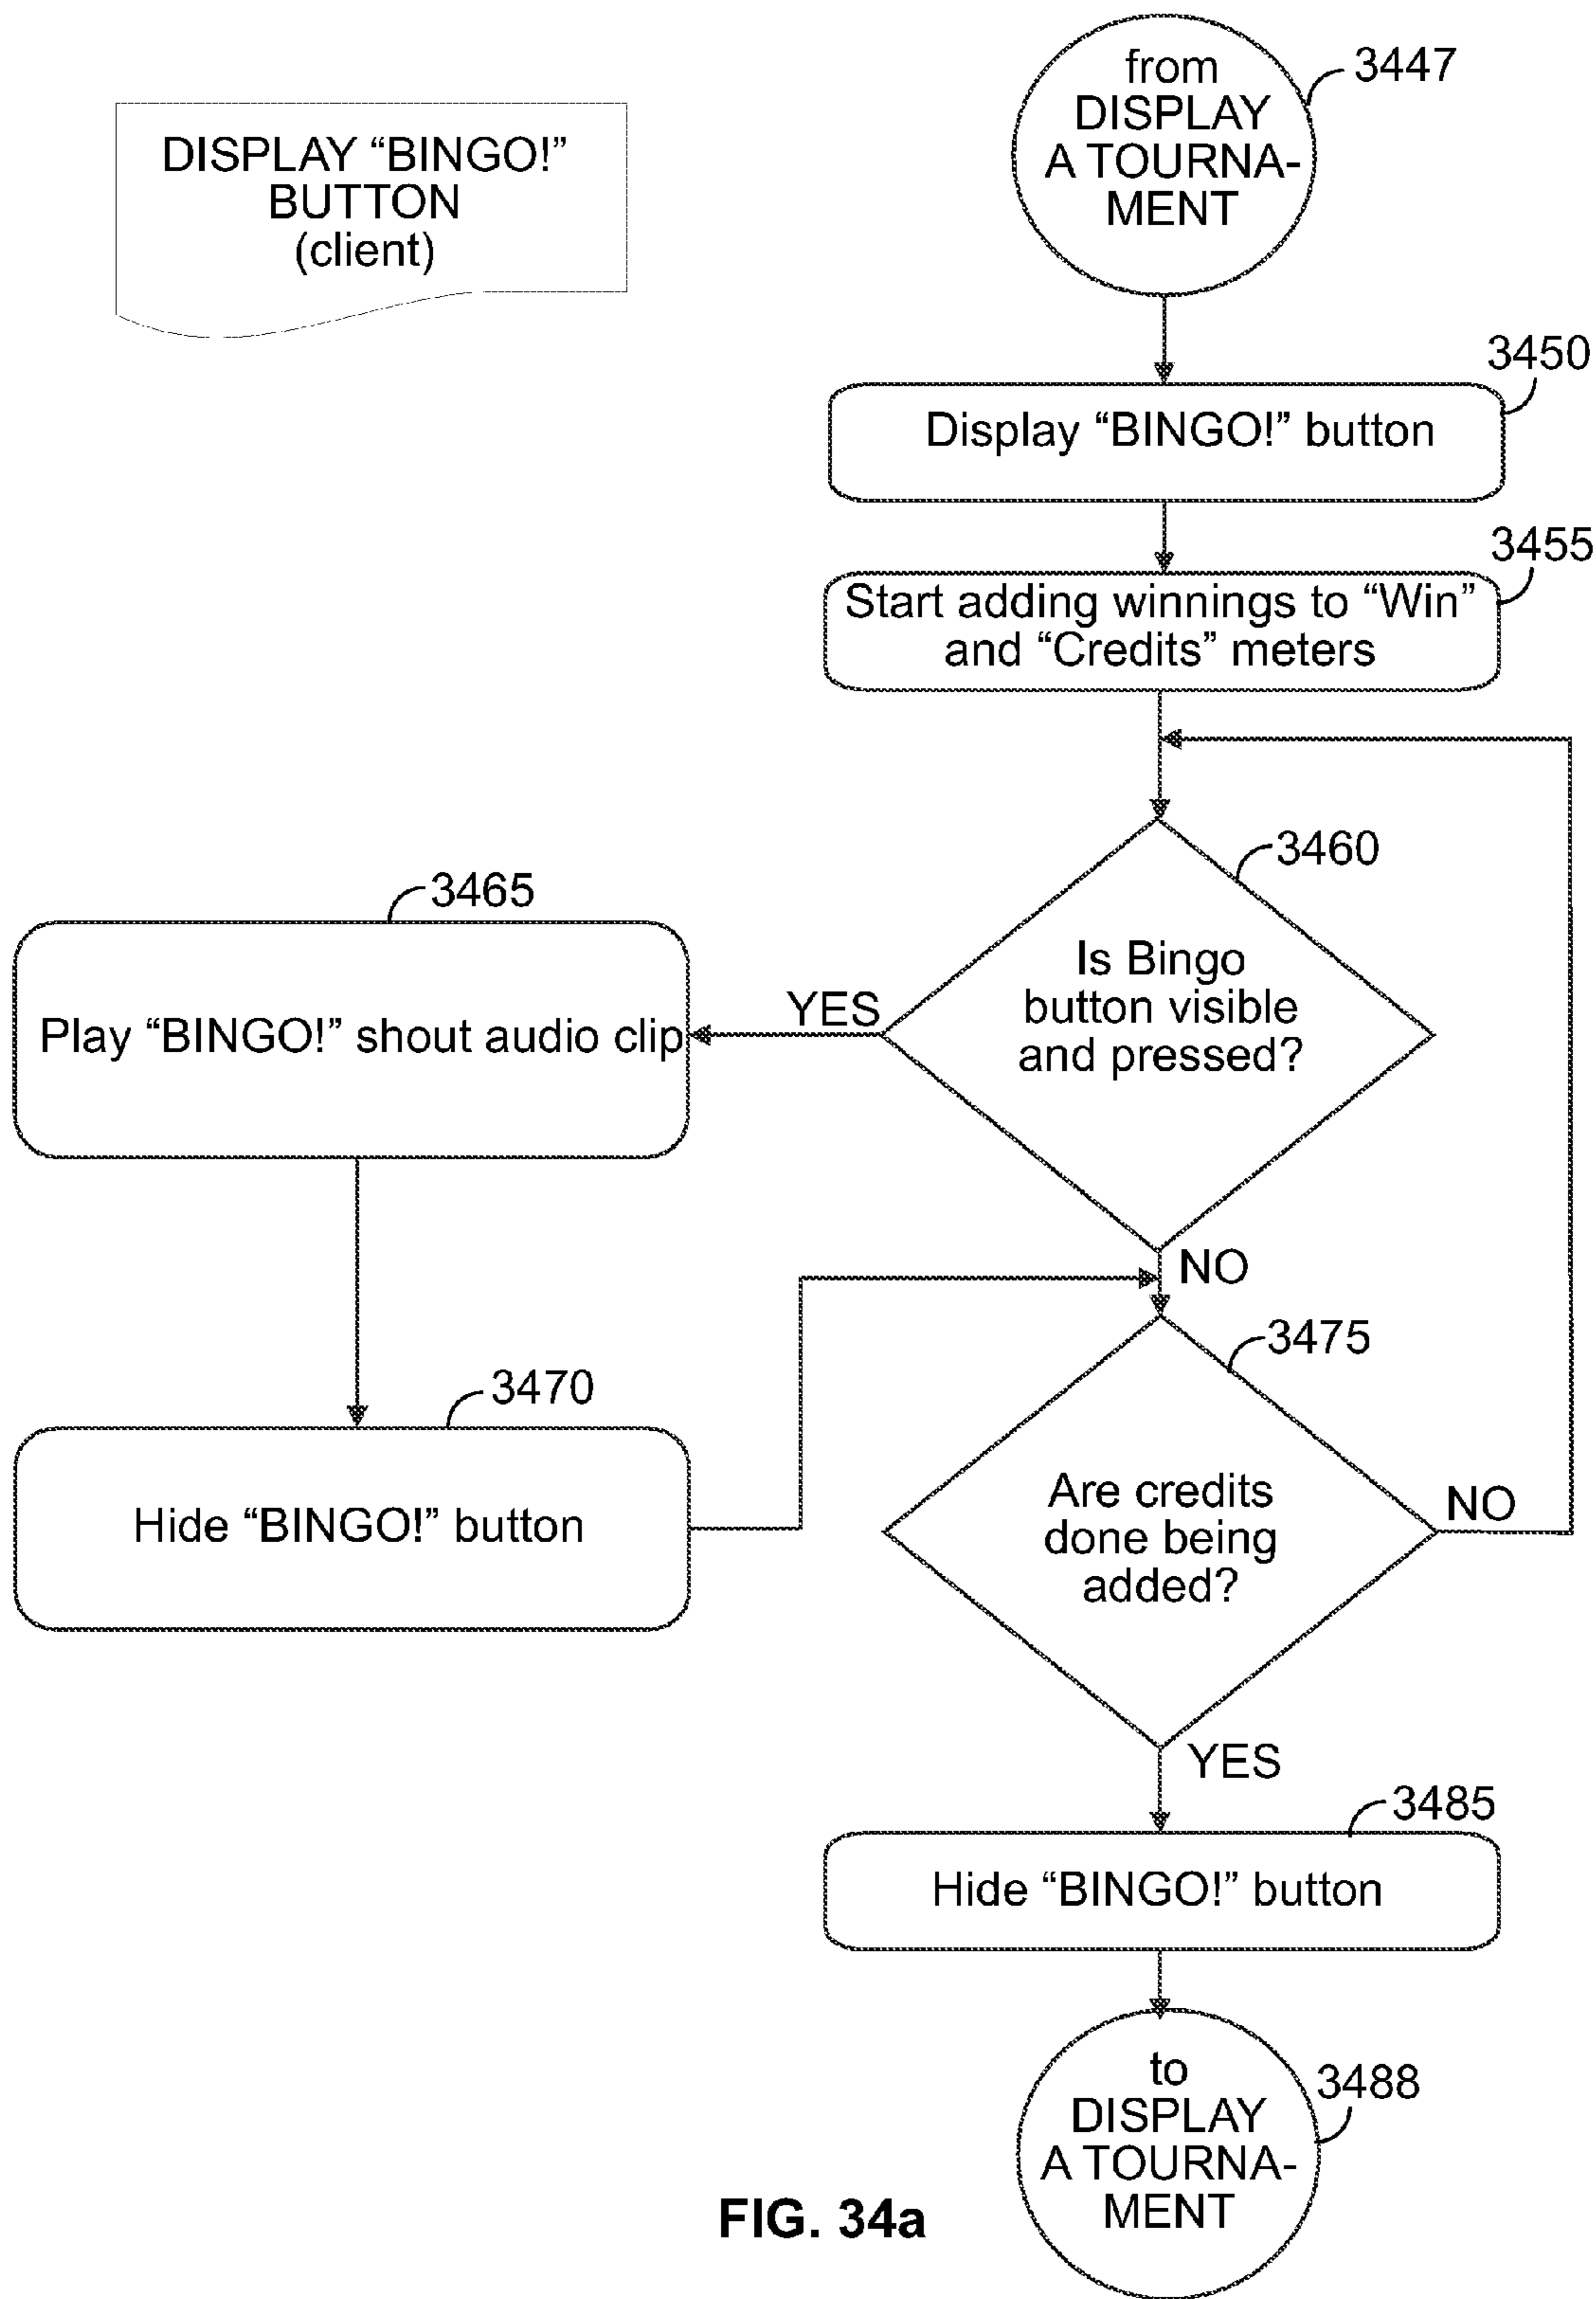 DISPLAY “BINGO!”
BUTTON
(client)
from
DISPLAY
A TOURNA-
MENT
3447
3450
Display “BINGO!” button
3455
Start adding winnings to “Win”
and “Credits” meters
3460
Is Bingo
button visible
and pressed?
YES
3465
Play “BINGO!” shout audio clip
NO
3470
Hide “BINGO!” button
3475
Are credits
done being
added?
NO
YES
3485
Hide “BINGO!” button
to
DISPLAY
A TOURNA-
MENT
3488
FIG. 34a